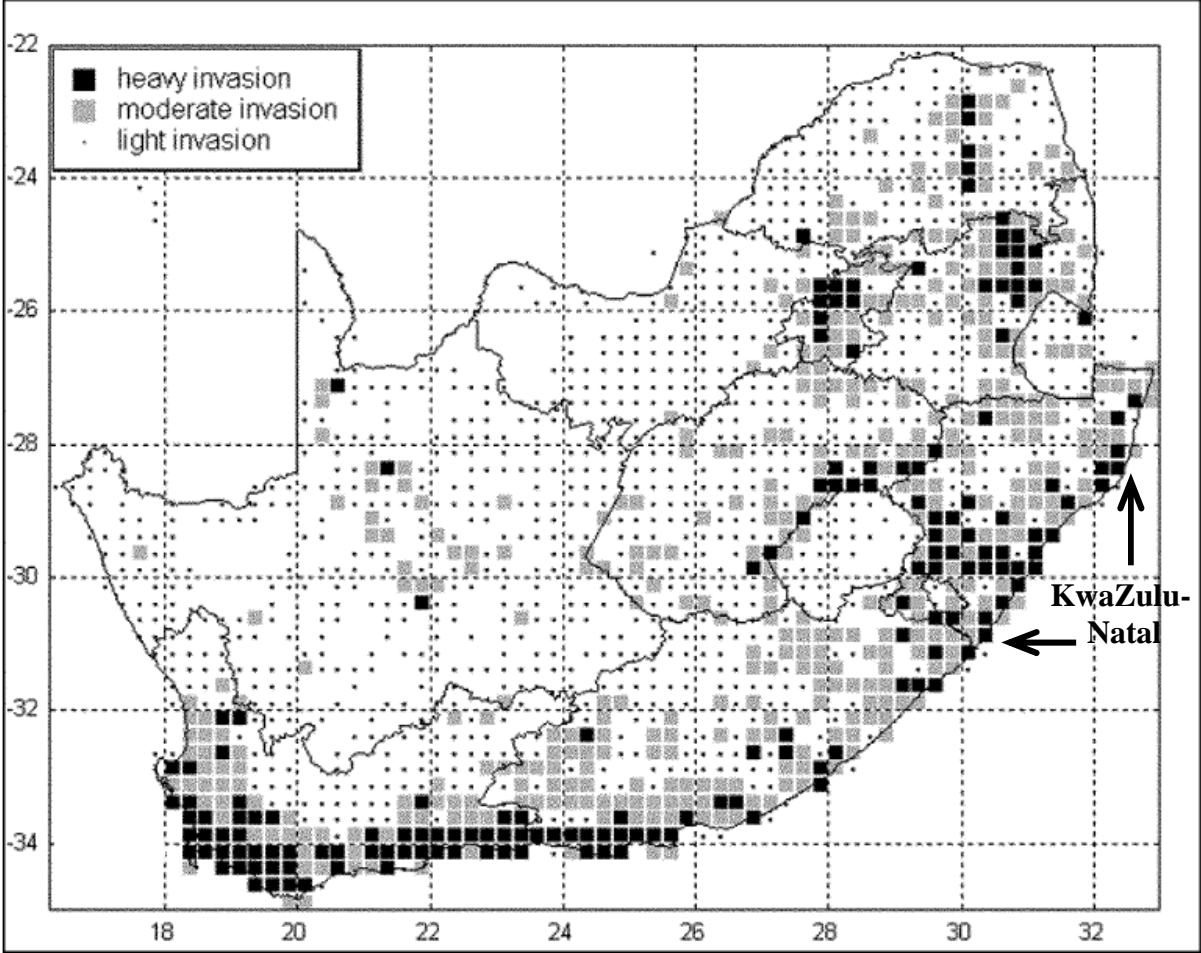 -22
heavy invasion
moderate invasion
light invasion
-24
-26
-28
-30
KwaZulu-
Natal
-32
-34
18 20 22 24 26 28 30 32